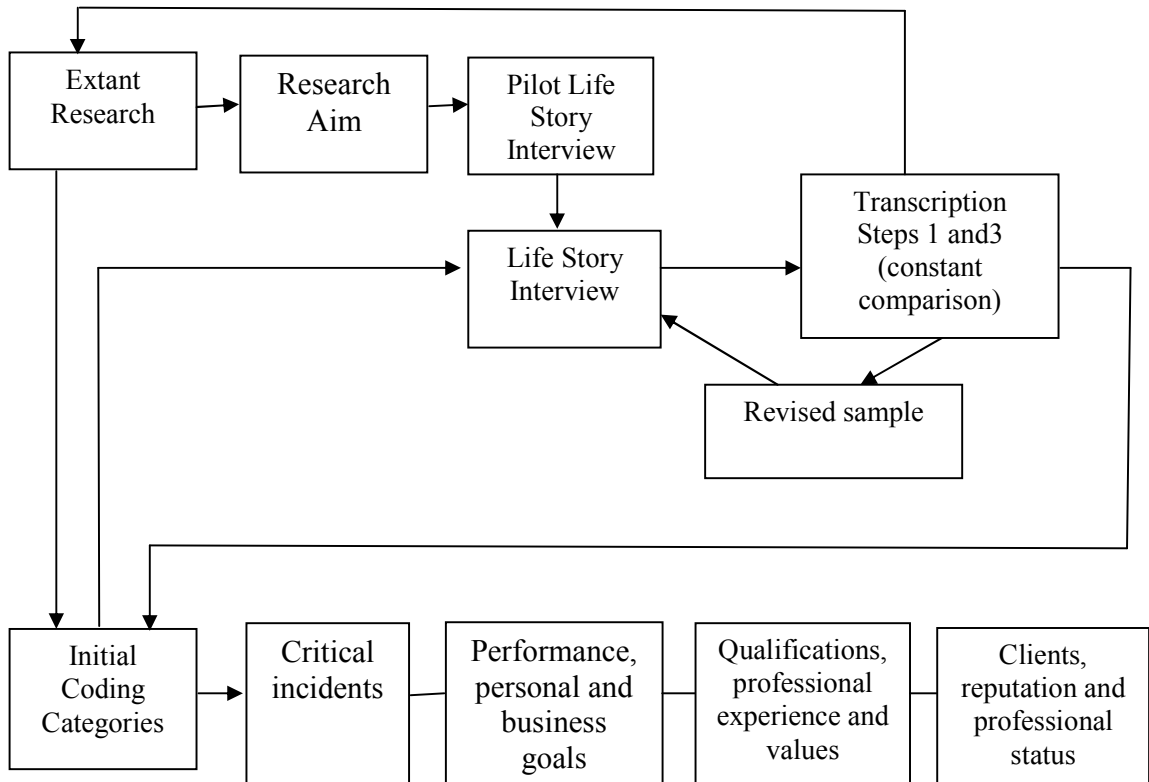 Extant
Research
Research
Aim
Pilot Life
Story
Interview
Transcription
Steps 1 and3
(constant
comparison)
Life Story
Interview
Revised sample
Initial
Coding
Categories
Critical
incidents
Performance,
personal and
business
goals
Qualifications,
professional
experience and
values
Clients,
reputation and
professional
status